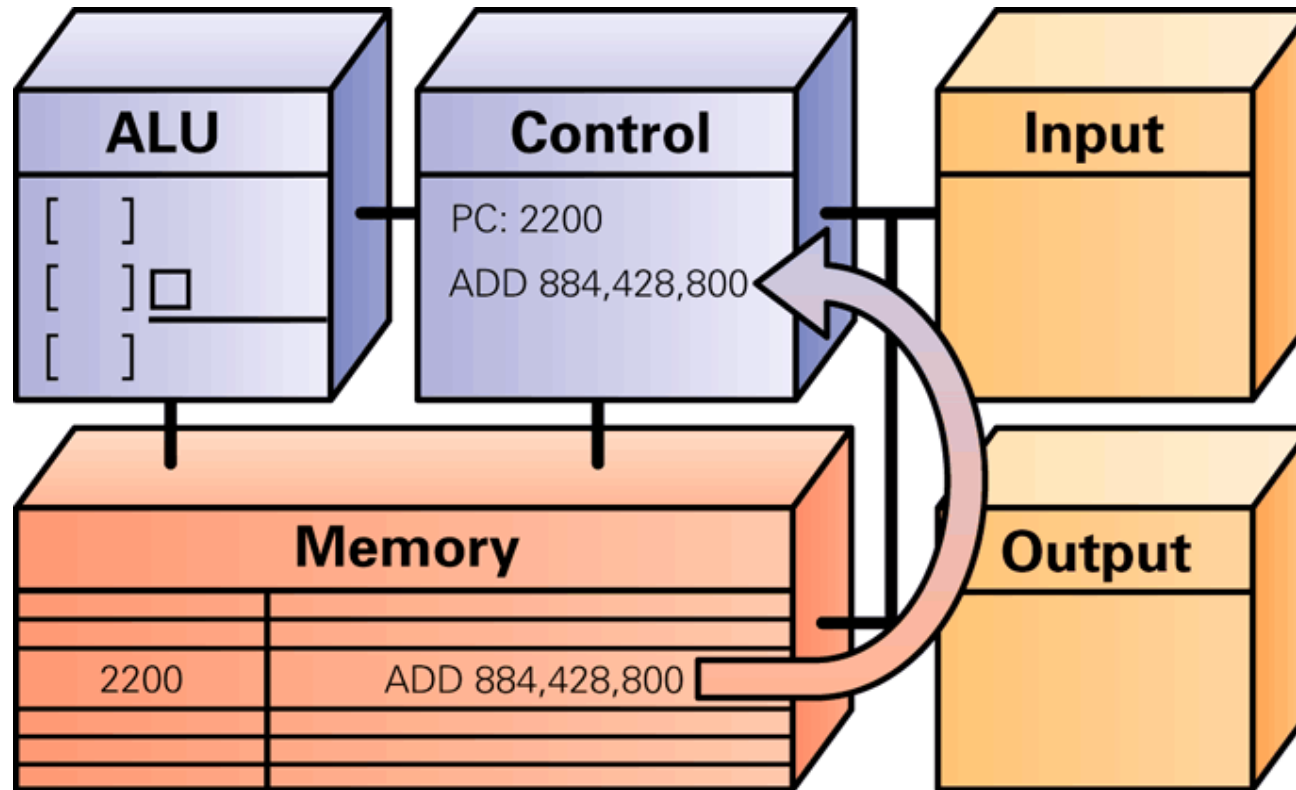 ALU
[ ]
[ ]
[ ]
Control
PC: 2200
ADD 884,428,800
Input
Memory
2200 ADD 884,428,800
Output